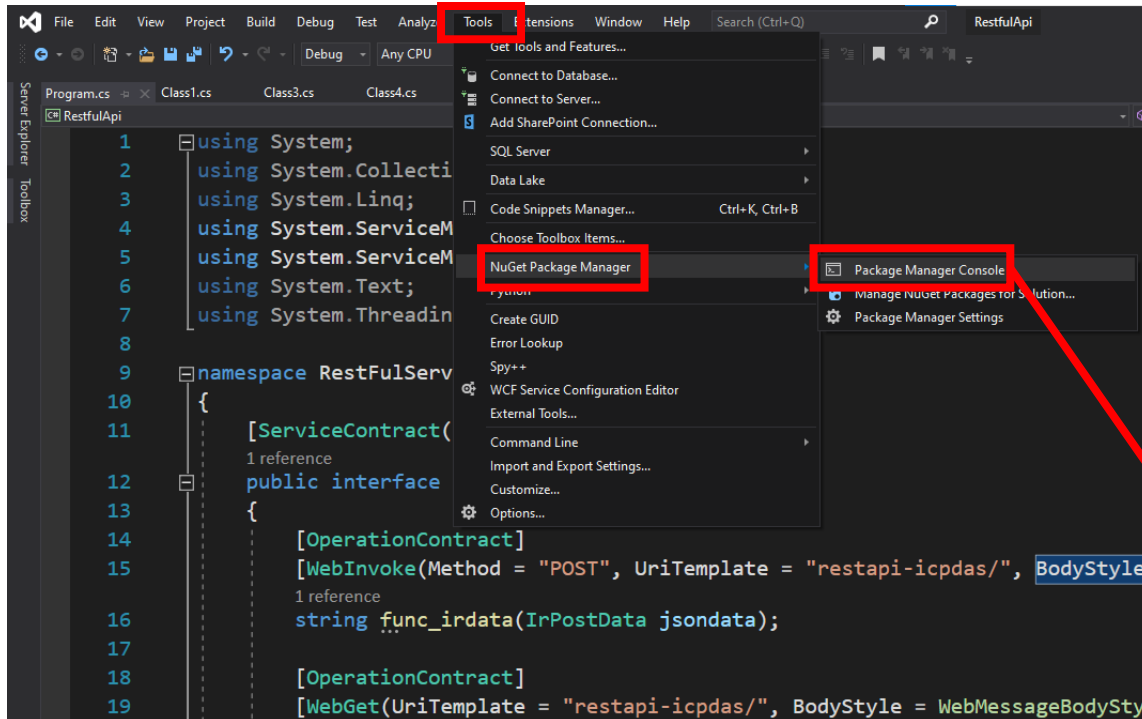 File Edit View Project Build Debug Test Analyz Tools Extensions Window Help Search (Ctrl+Q) RestfulApi
Debug Any CPU
Get Tools and Features...
Connect to Database...
Connect to Server...
Add SharePoint Connection...
SQL Server
Data Lake
Code Snippets Manager... Ctrl+K, Ctrl+B
Choose Toolbox Items...
NuGet Package Manager
Python
Create GUID
Error Lookup
Spy++
WCF Service Configuration Editor
External Tools...
Command Line
Import and Export Settings...
Customize...
Options...
Package Manager Console
Manage NuGet Packages for Solution...
Package Manager Settings
Server Explorer
Toolbox
Program.cs Class1.cs Class3.cs Class4.cs
C# RestfulApi
1 using System;
2 using System.Collecti
3 using System.Linq;
4 using System.ServiceM
5 using System.ServiceM
6 using System.Text;
7 using System.Threadin
8
9 namespace RestFulServ
10 {
11 [ServiceContract(
1 reference
12 public interface
13 {
14 [OperationContract]
15 [WebInvoke(Method = "POST", UriTemplate = "restapi-icpdas/", BodyStyle
1 reference
16 string func_irdata(IrPostData jsondata);
17
18 [OperationContract]
19 [WebGet(UriTemplate = "restapi-icpdas/", BodyStyle = WebMessageBodySty